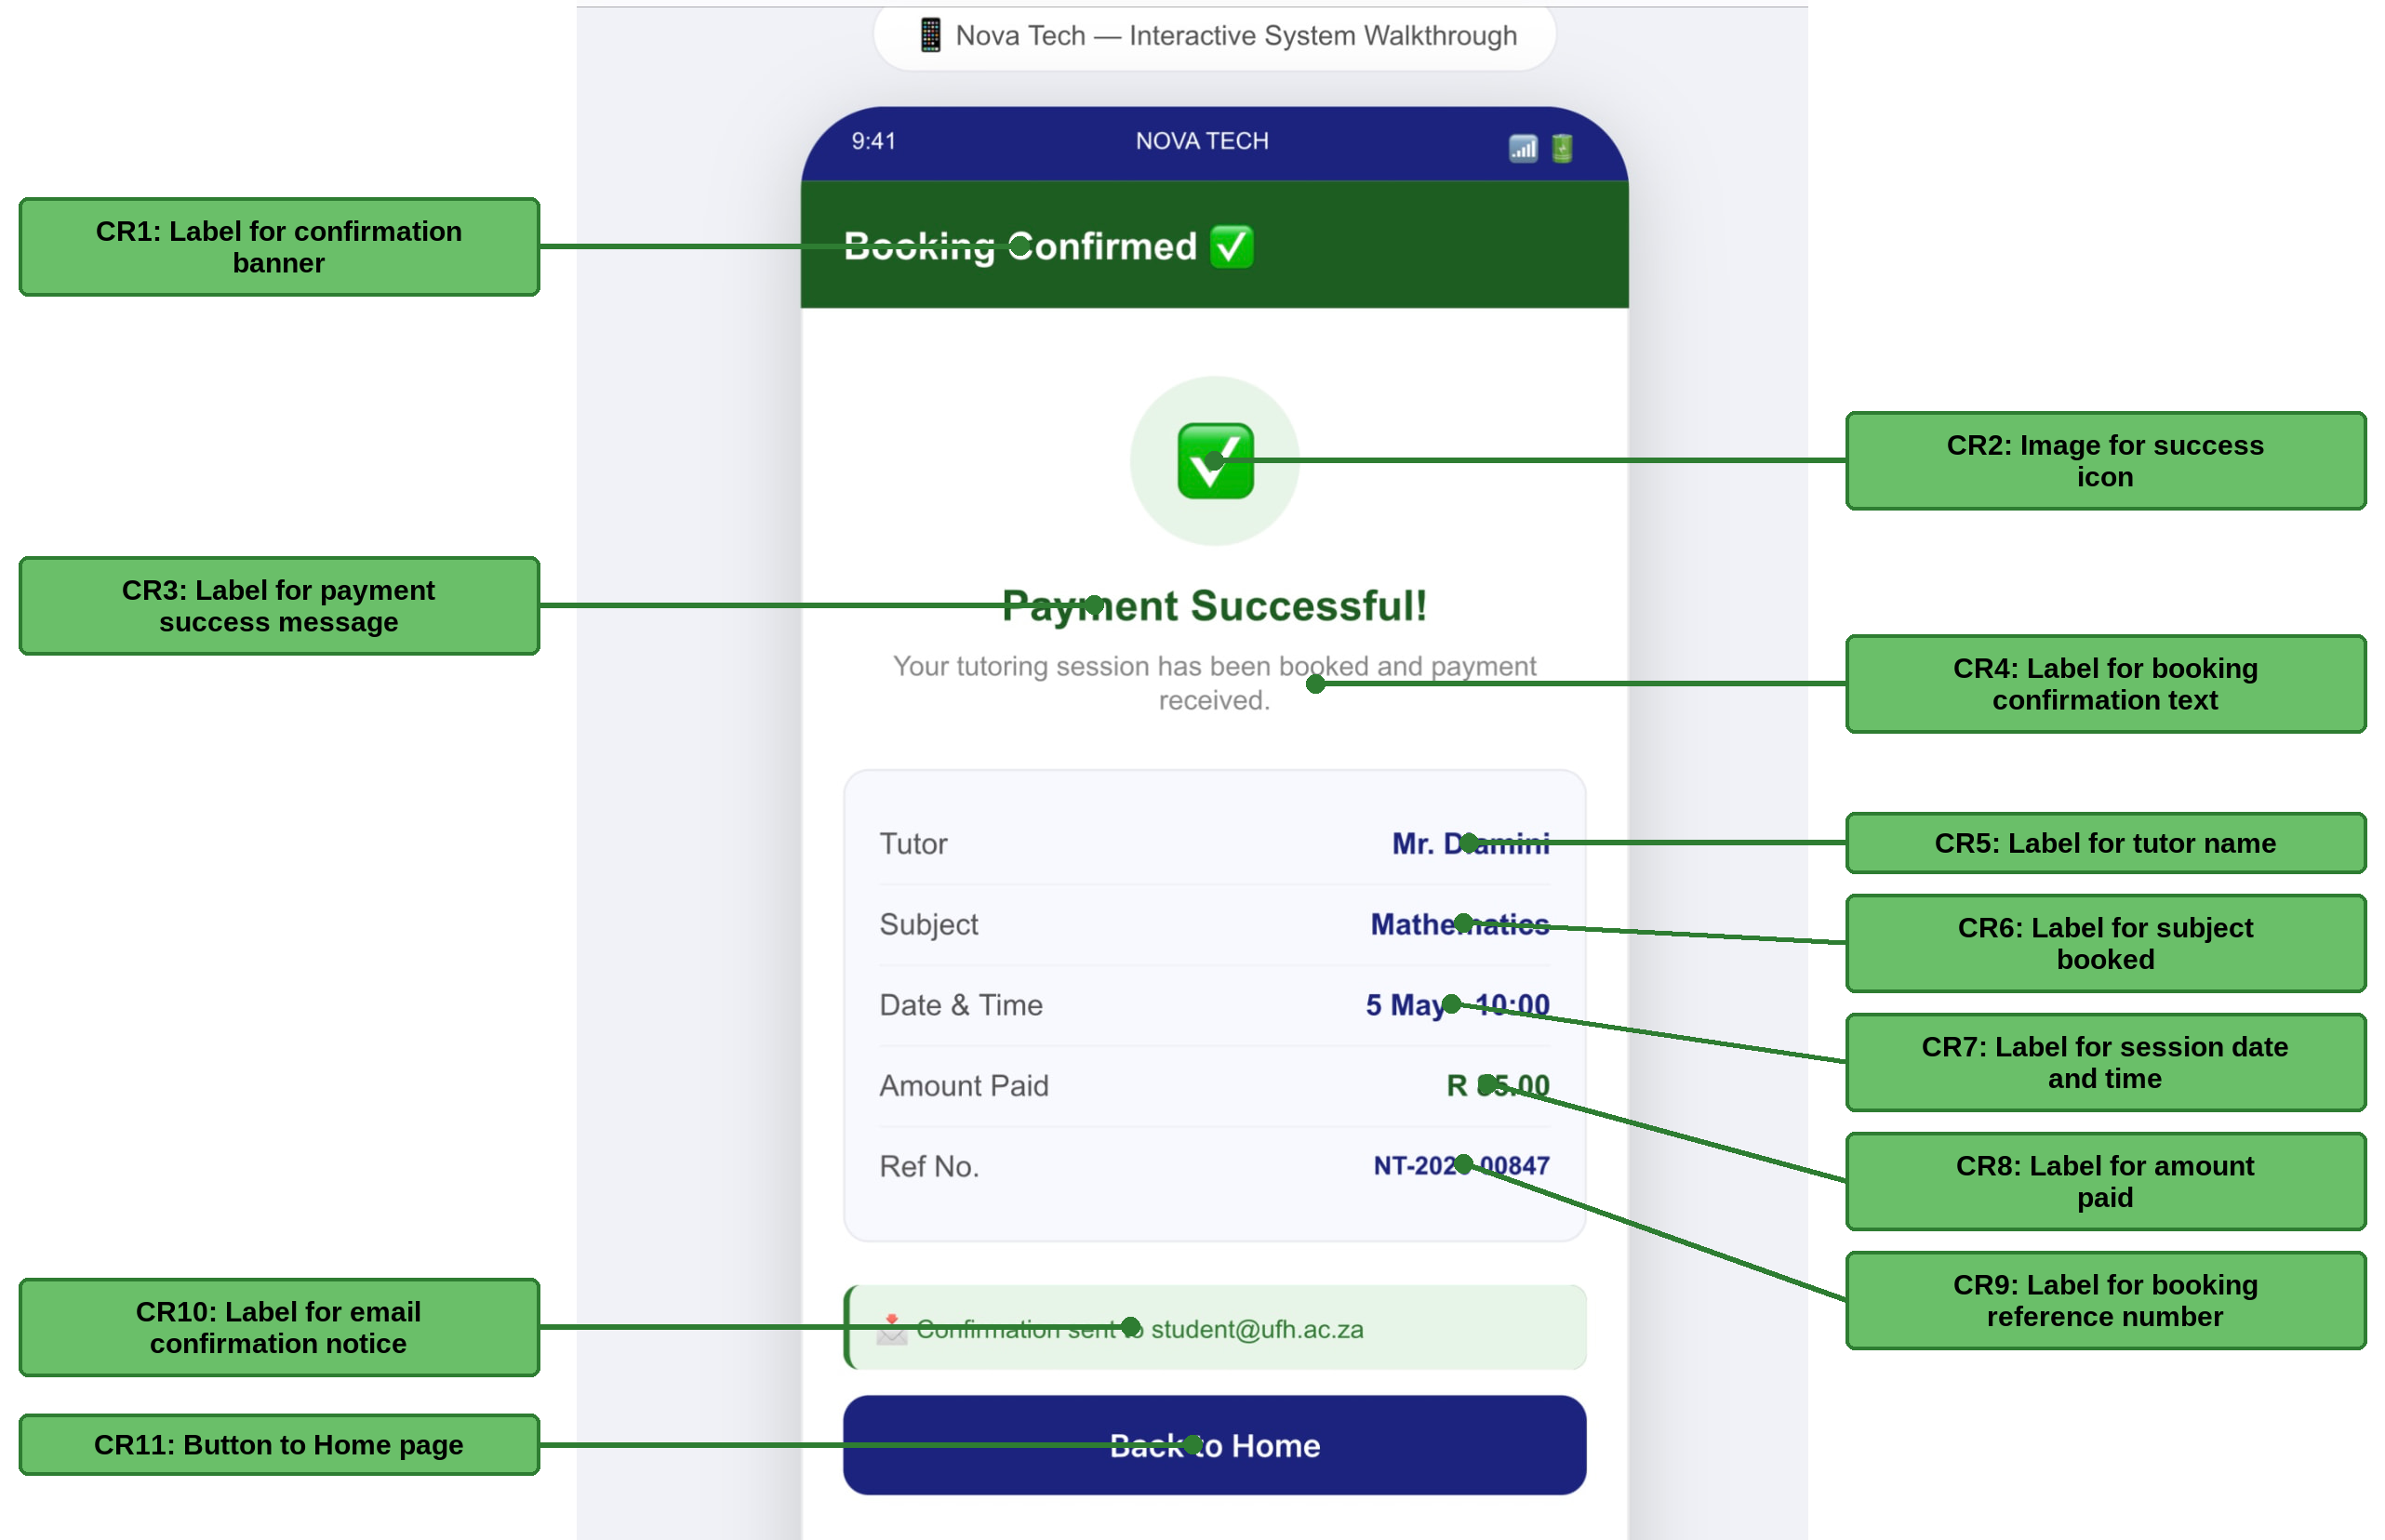 Nova Tech — Interactive System Walkthrough
9:41 NOVA TECH
CR1: Label for confirmation
banner
Booking Confirmed
CR2: Image for success
icon
CR3: Label for payment
success message
Payment Successful!
Your tutoring session has been booked and payment
received.
CR4: Label for booking
confirmation text
Tutor Mr. Dlamini
CR5: Label for tutor name
Subject Mathematics
CR6: Label for subject
booked
Date & Time 5 May 10:00
CR7: Label for session date
and time
Amount Paid R
CR8: Label for amount
paid
Ref No.
CR9: Label for booking
reference number
CR10: Label for email
confirmation notice
Confirmation sent to student@ufh.ac.za
CR11: Button to Home page
Back to Home